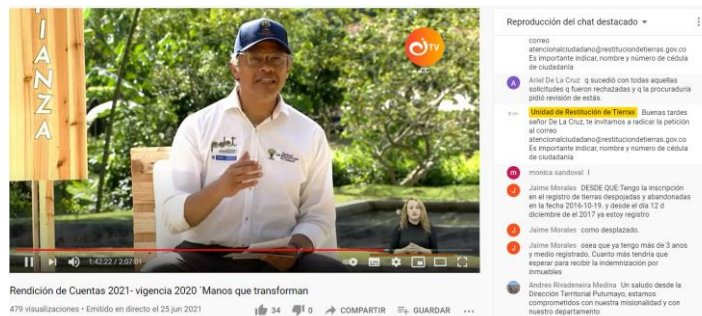 TIANZA
TV
pdet
1:42:22 / 2:07:01
Rendición de Cuentas 2021- vigencia 2020 ´Manos que transforman
479 visualizaciones • Emitido en directo el 25 jun 2021
34
0
COMPARTIR
GUARDAR
Reproducción del chat destacado
correo
atencionalciudadano@restituciondetierras.gov.co
Es importante indicar, nombre y número de cédula
de ciudadanía
A
Ariel De La Cruz q sucedió con todas aquellas
solicitudes q fueron rechazadas y q la procuraduría
pidió revisión de estás.
Unidad de Restitución de Tierras Buenas tardes
señor De La Cruz, te invitamos a radicar la petición
al correo
atencionalciudadano@restituciondetierras.gov.co
Es importante indicar, nombre y número de cédula
de ciudadanía
m
monica sandoval I
J
Jaime Morales DESDE QUE:Tengo la inscripción
en el registro de tierras despojadas y abandonadas
en la fecha 2016-10-19. y desde el día 12 d
diciembre de el 2017 ya estoy registro
J
Jaime Morales como desplazado.
J
Jaime Morales osea que ya tengo más de 3 anos
y medio registrado. Cuanto más tendría que
esperar para recibir la indemnización por
inmuebles
Andres Rivadeneira Medina Un saludo desde la
Dirección Territorial Putumayo, estamos
comprometidos con nuestra misionalidad y con
nuestro departamento